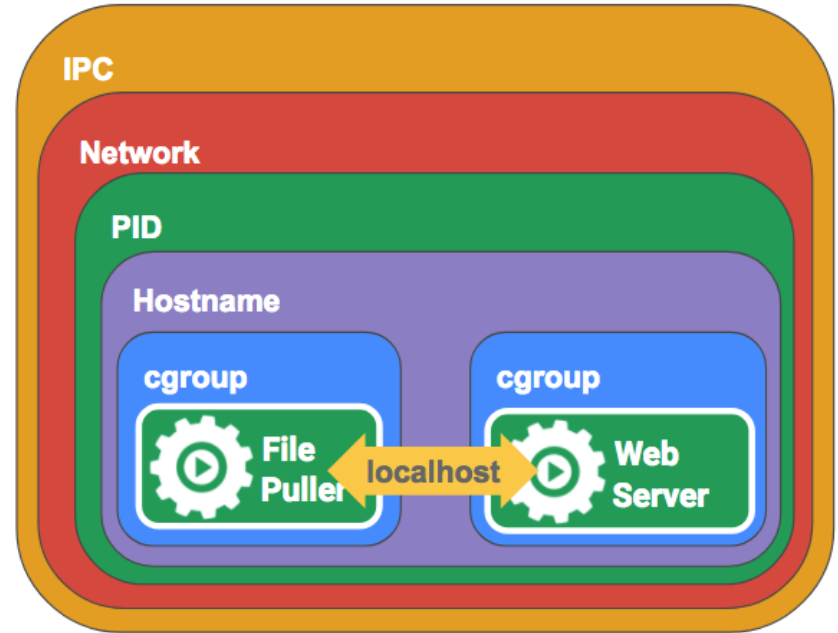 IPC
Network
PID
Hostname
cgroup
cgroup
File
Puller
localhost
Web
Server